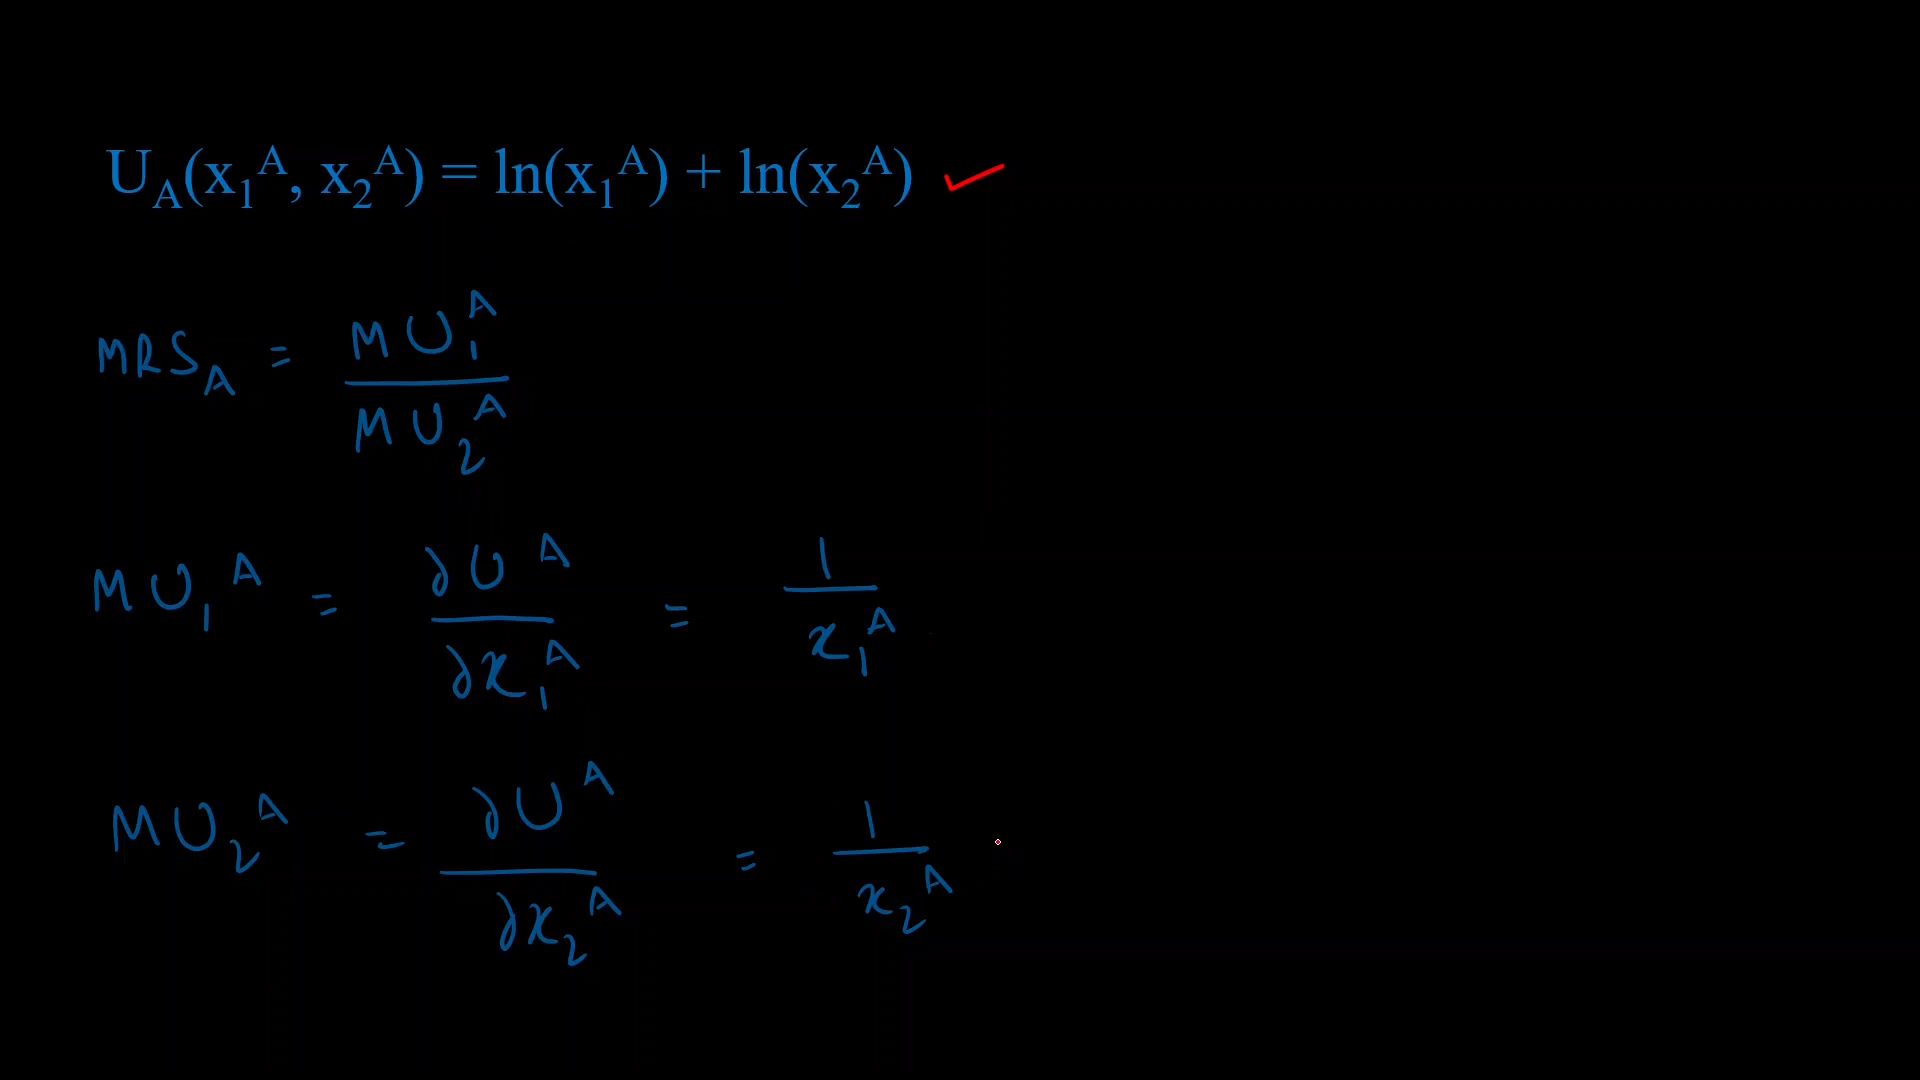 U_A(x_1^A, x_2^A) = ln(x_1^A) + ln(x_2^A) ✓
MRS_A = MU_1^A / MU_2^A
MU_1^A = ∂U^A / ∂x_1^A = 1 / x_1^A
MU_2^A = ∂U^A / ∂x_2^A = 1 / x_2^A